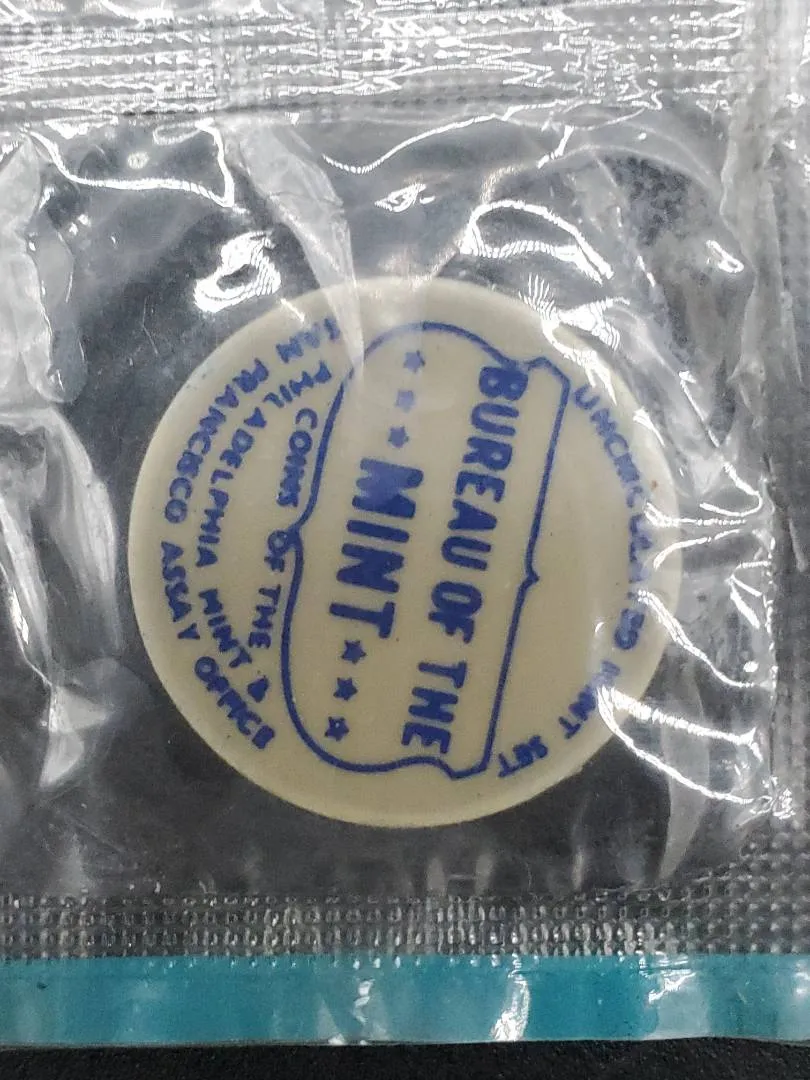 UNCIRCULATED MINT SET
BUREAU OF THE
MINT
COINS OF THE
PHILADELPHIA MINT &
SAN FRANCISCO ASSAY OFFICE